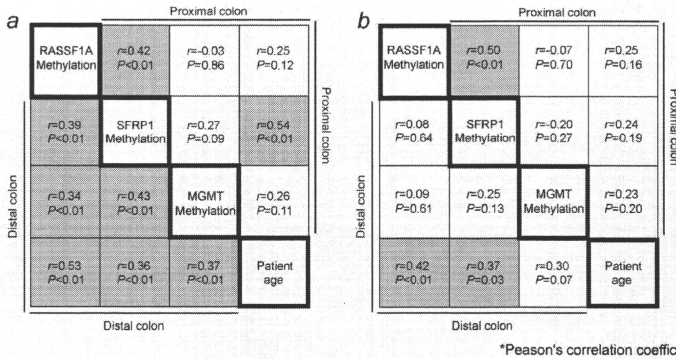 a
Proximal colon
RASSF1A Methylation
r=0.42 P<0.01
r=-0.03 P=0.86
r=0.25 P=0.12
r=0.39 P<0.01
SFRP1 Methylation
r=0.27 P=0.09
r=0.54 P<0.01
r=0.34 P<0.01
r=0.43 P<0.01
MGMT Methylation
r=0.26 P=0.11
r=0.53 P<0.01
r=0.36 P<0.01
r=0.37 P<0.01
Patient age
Proximal colon
Distal colon
Distal colon
b
Proximal colon
RASSF1A Methylation
r=0.50 P<0.01
r=-0.07 P=0.70
r=0.25 P=0.16
r=0.08 P=0.64
SFRP1 Methylation
r=-0.20 P=0.27
r=0.24 P=0.19
r=0.09 P=0.61
r=0.25 P=0.13
MGMT Methylation
r=0.23 P=0.20
r=0.42 P<0.01
r=0.37 P=0.03
r=0.30 P=0.07
Patient age
Proximal colon
Distal colon
Distal colon
*Peason's correlation coeffic